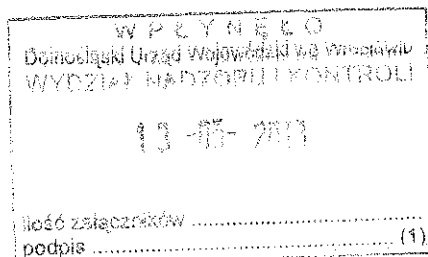 WPŁYNĘŁO
Dolnośląski Urząd Wojewódzki we Wrocławiu
WYDZIAŁ NADZORU I KONTROLI
13 -05-
Ilość załączników ..........................................
podpis ...................................................... (1)